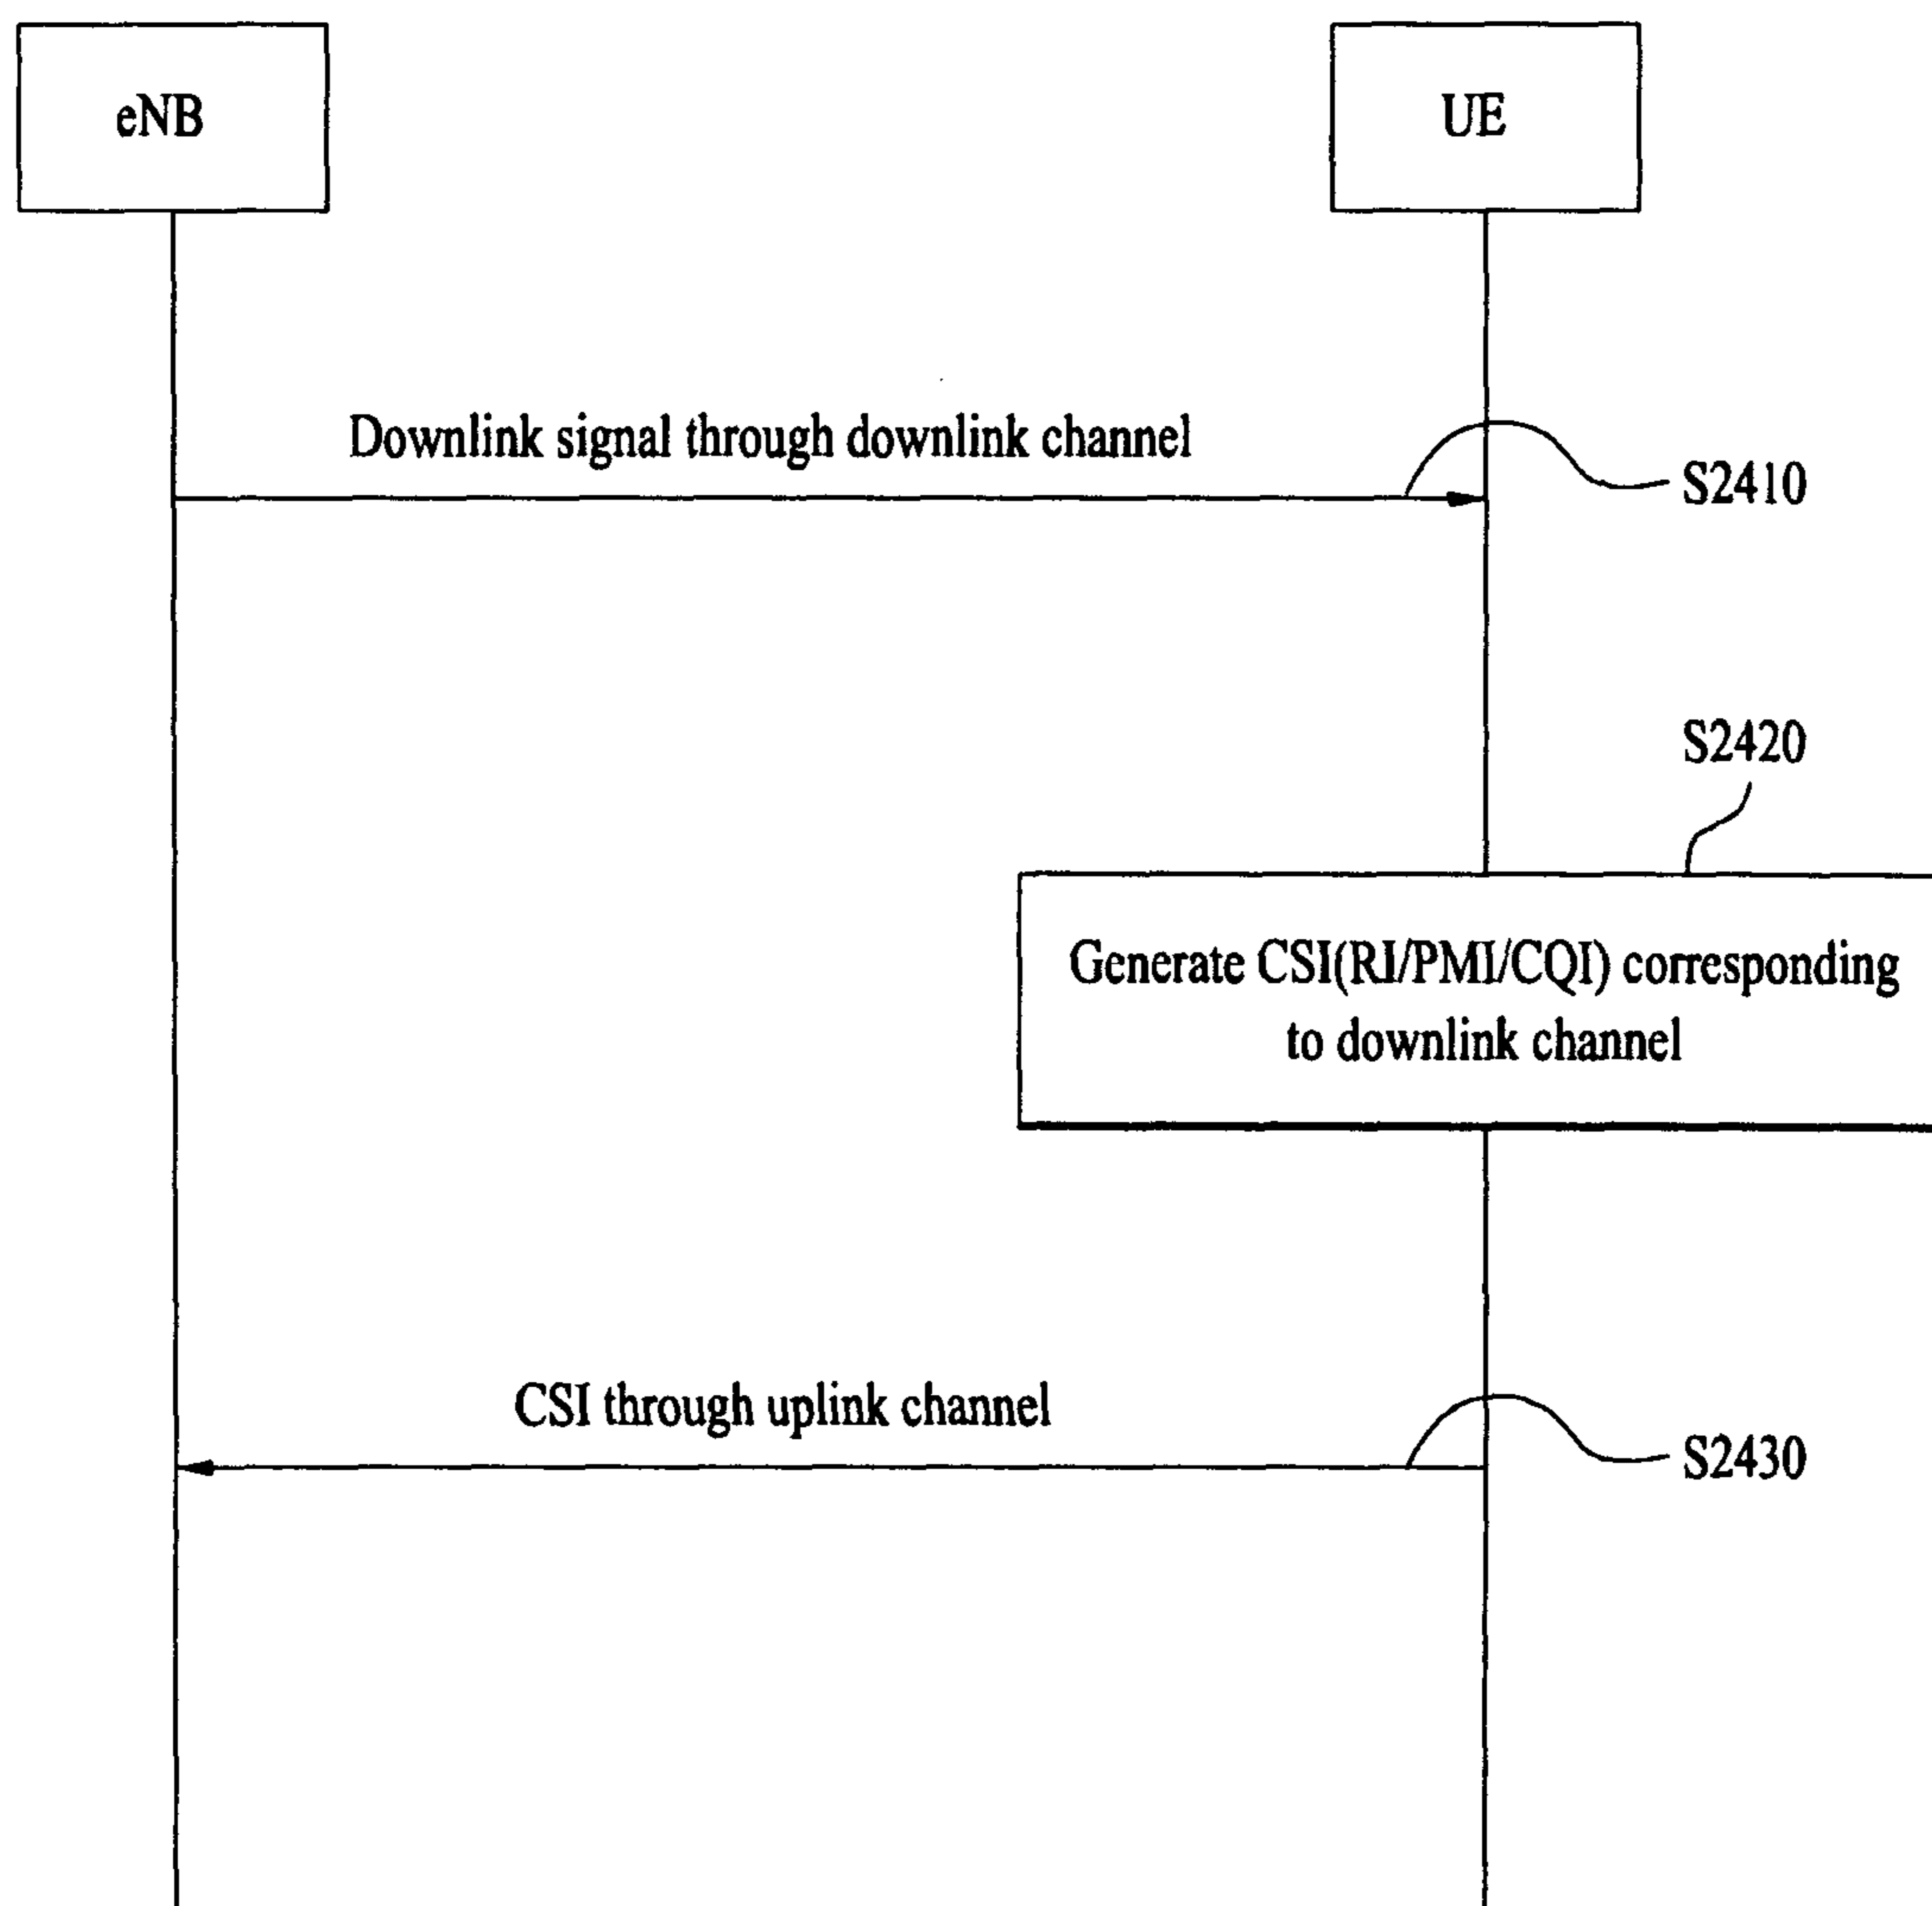 eNB
UE
Downlink signal through downlink channel
S2410
S2420
Generate CSI(RI/PMI/CQI) corresponding
to downlink channel
CSI through uplink channel
S2430